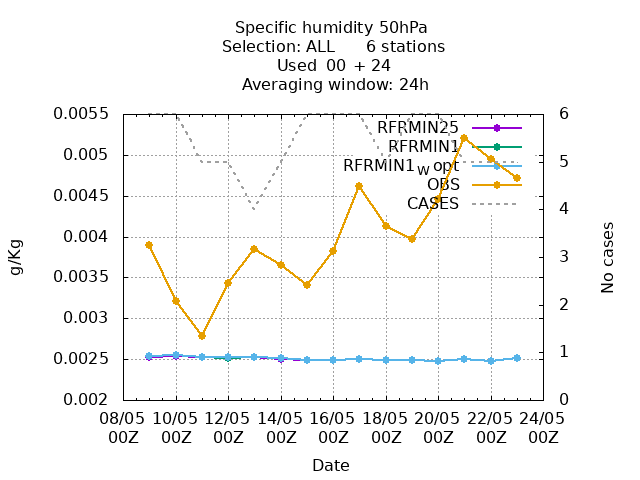 Specific humidity 50hPa
Selection: ALL 6 stations
Used 00 + 24
Averaging window: 24h
0.0055
0.005
0.0045
0.004
0.0035
0.003
0.0025
0.002
g/Kg
6
5
4
3
2
1
0
No cases
RFRMIN25
RFRMIN1
RFRMIN1w opt
OBS
CASES
08/05 10/05 12/05 14/05 16/05 18/05 20/05 22/05 24/05
00Z 00Z 00Z 00Z 00Z 00Z 00Z 00Z 00Z
Date